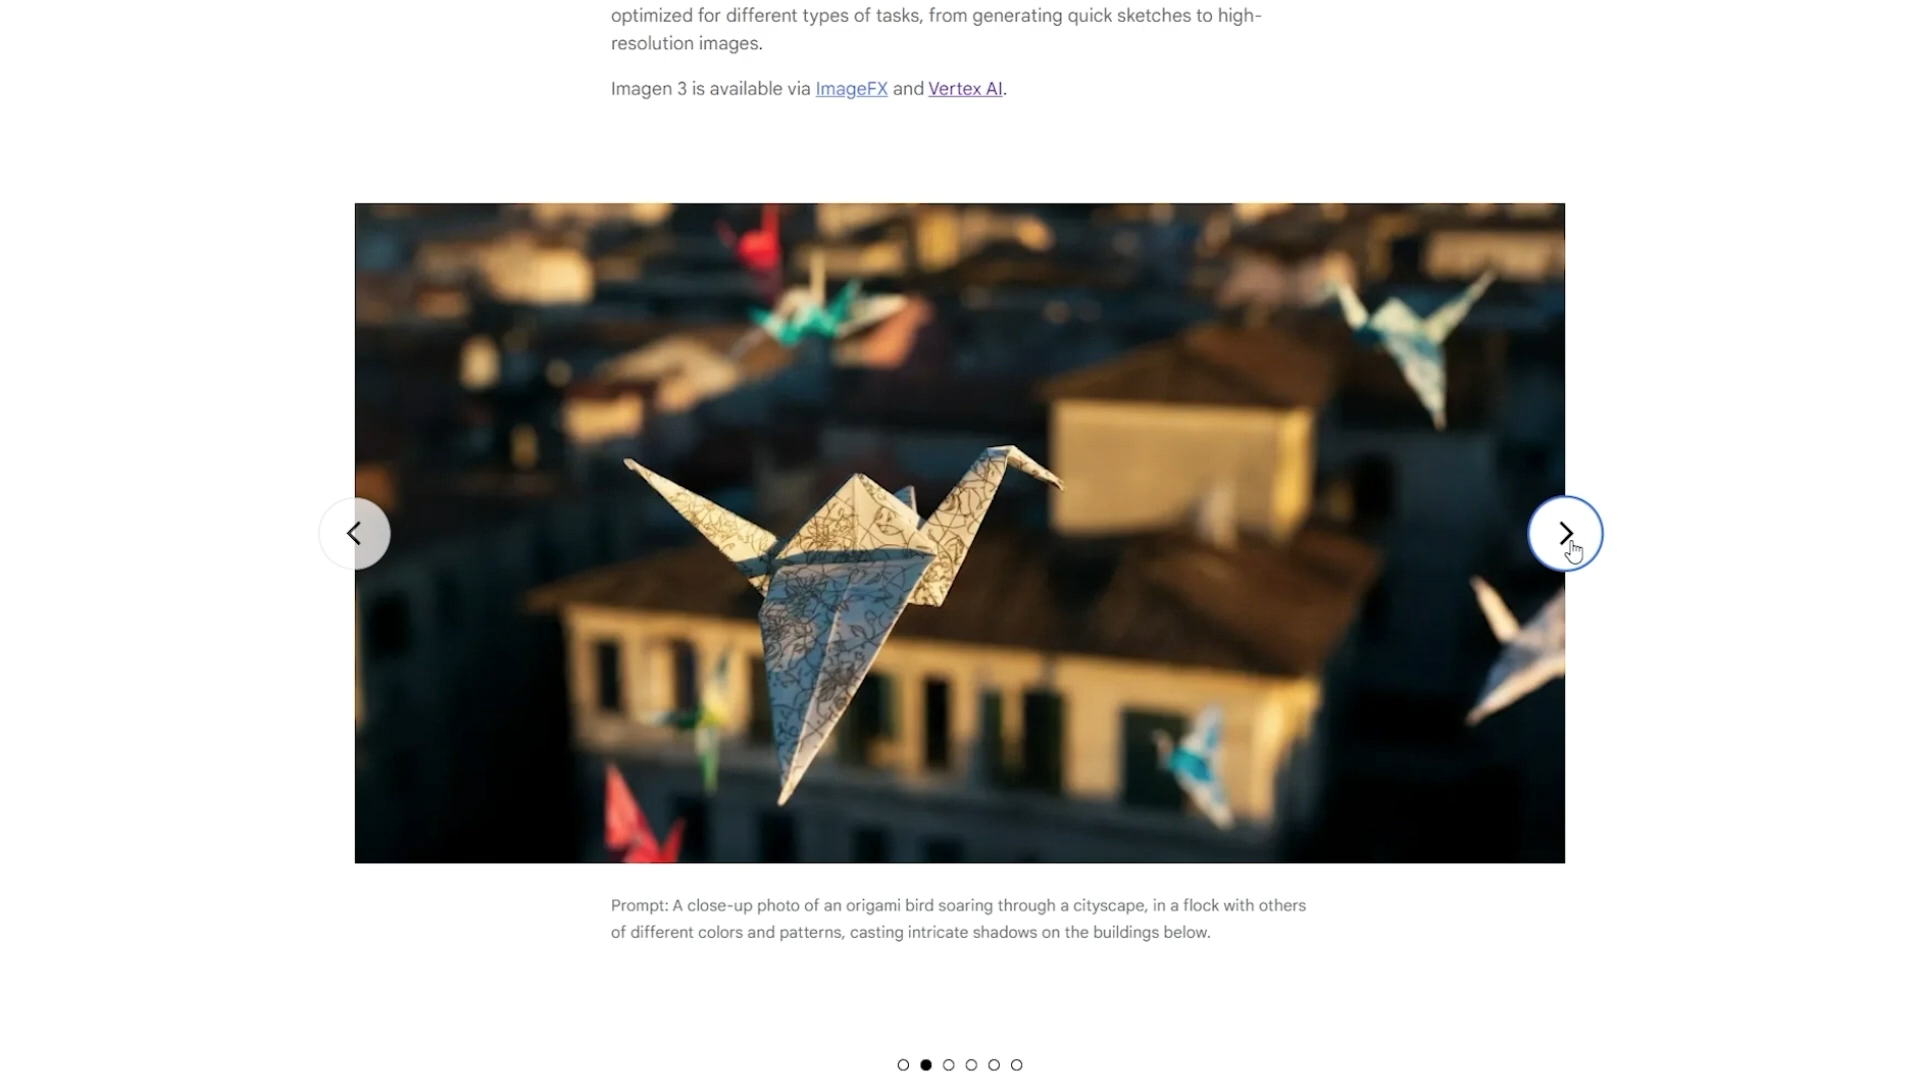 optimized for different types of tasks, from generating quick sketches to high-
resolution images.
Imagen 3 is available via ImageFX and Vertex AI.
Prompt: A close-up photo of an origami bird soaring through a cityscape, in a flock with others
of different colors and patterns, casting intricate shadows on the buildings below.